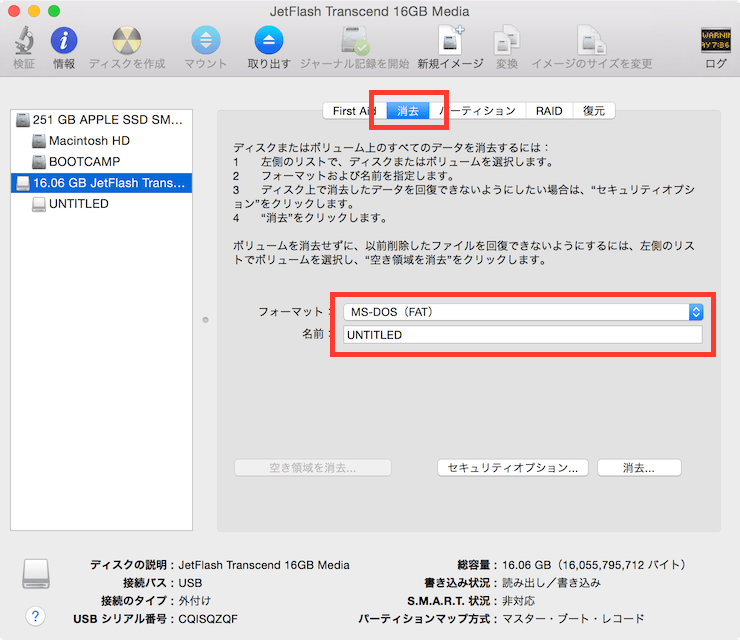 JetFlash Transcend 16GB Media
検証 情報 ディスクを作成 マウント 取り出す ジャーナル記録を開始 新規イメージ 変換 イメージのサイズを変更 ログ
251 GB APPLE SSD SM...
Macintosh HD
BOOTCAMP
16.06 GB JetFlash Trans...
UNTITLED
First Aid 消去 パーティション RAID 復元
ディスクまたはボリューム上のすべてのデータを消去するには：
1 左側のリストで、ディスクまたはボリュームを選択します。
2 フォーマットおよび名前を指定します。
3 ディスク上で消去したデータを回復できないようにしたい場合は、“セキュリティオプシ
ョン”をクリックします。
4 “消去”をクリックします。
ボリュームを消去せずに、以前削除したファイルを回復できないようにするには、左側のリス
トでボリュームを選択し、“空き領域を消去”をクリックします。
フォーマット： MS-DOS（FAT）
名前： UNTITLED
空き領域を消去... セキュリティオプション... 消去...
ディスクの説明：JetFlash Transcend 16GB Media
接続バス：USB
接続のタイプ：外付け
USB シリアル番号：CQISQZQF
総容量：16.06 GB（16,055,795,712 バイト）
書き込み状況：読み出し／書き込み
S.M.A.R.T. 状況：非対応
パーティションマップ方式：マスター・ブート・レコード